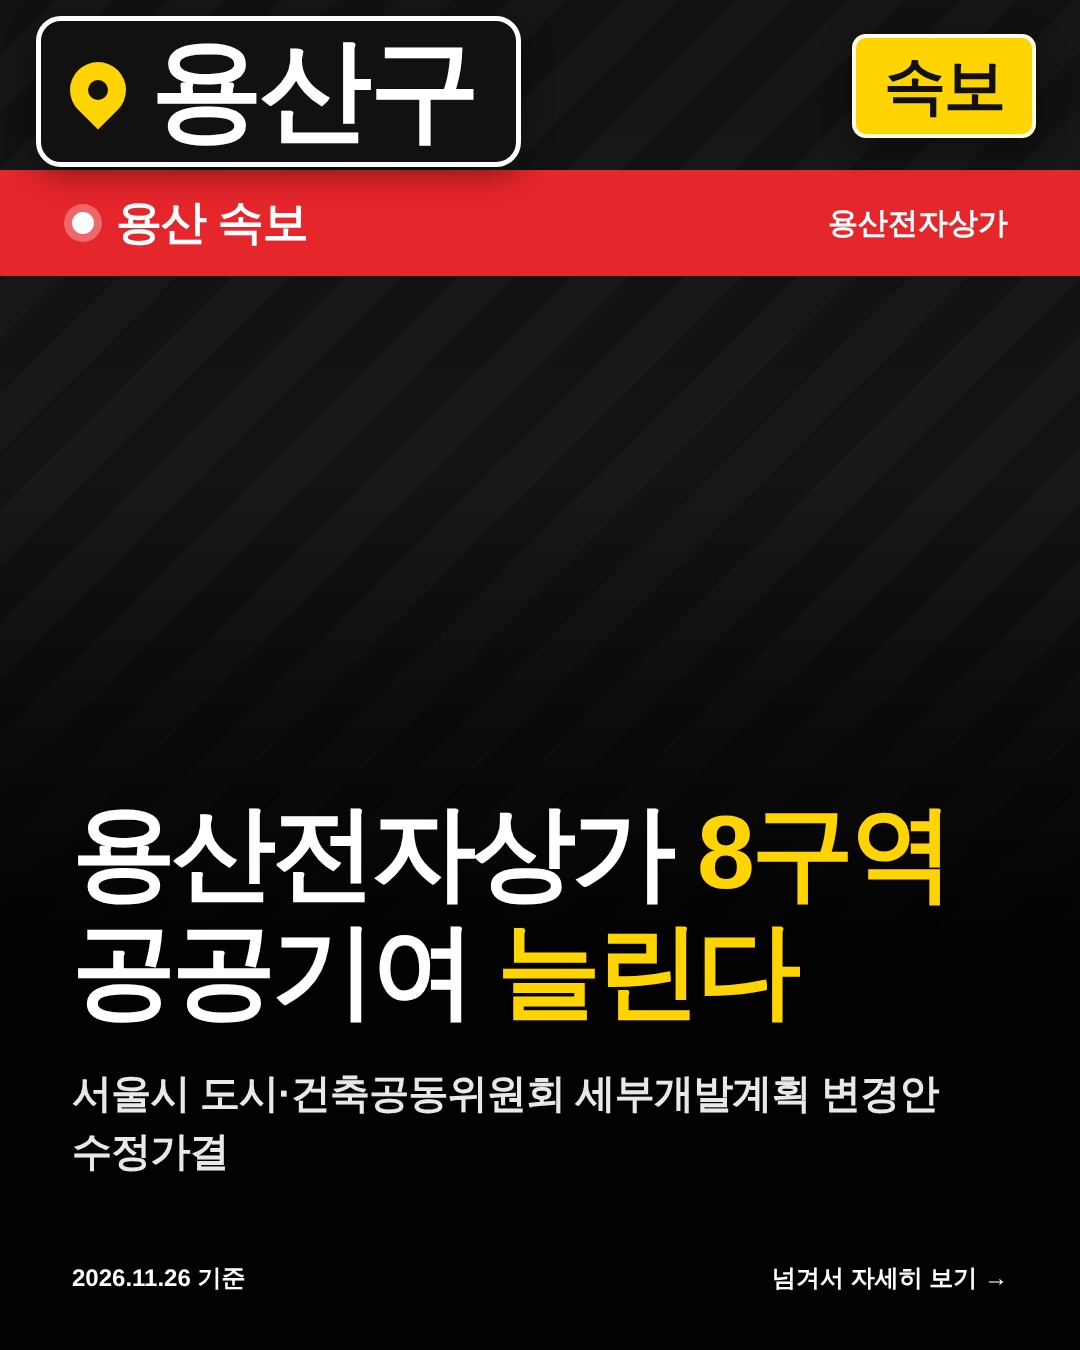 용산구
속보
용산 속보
용산전자상가
용산전자상가 8구역
공공기여 늘린다
서울시 도시·건축공동위원회 세부개발계획 변경안
수정가결
2026.11.26 기준
넘겨서 자세히 보기 →